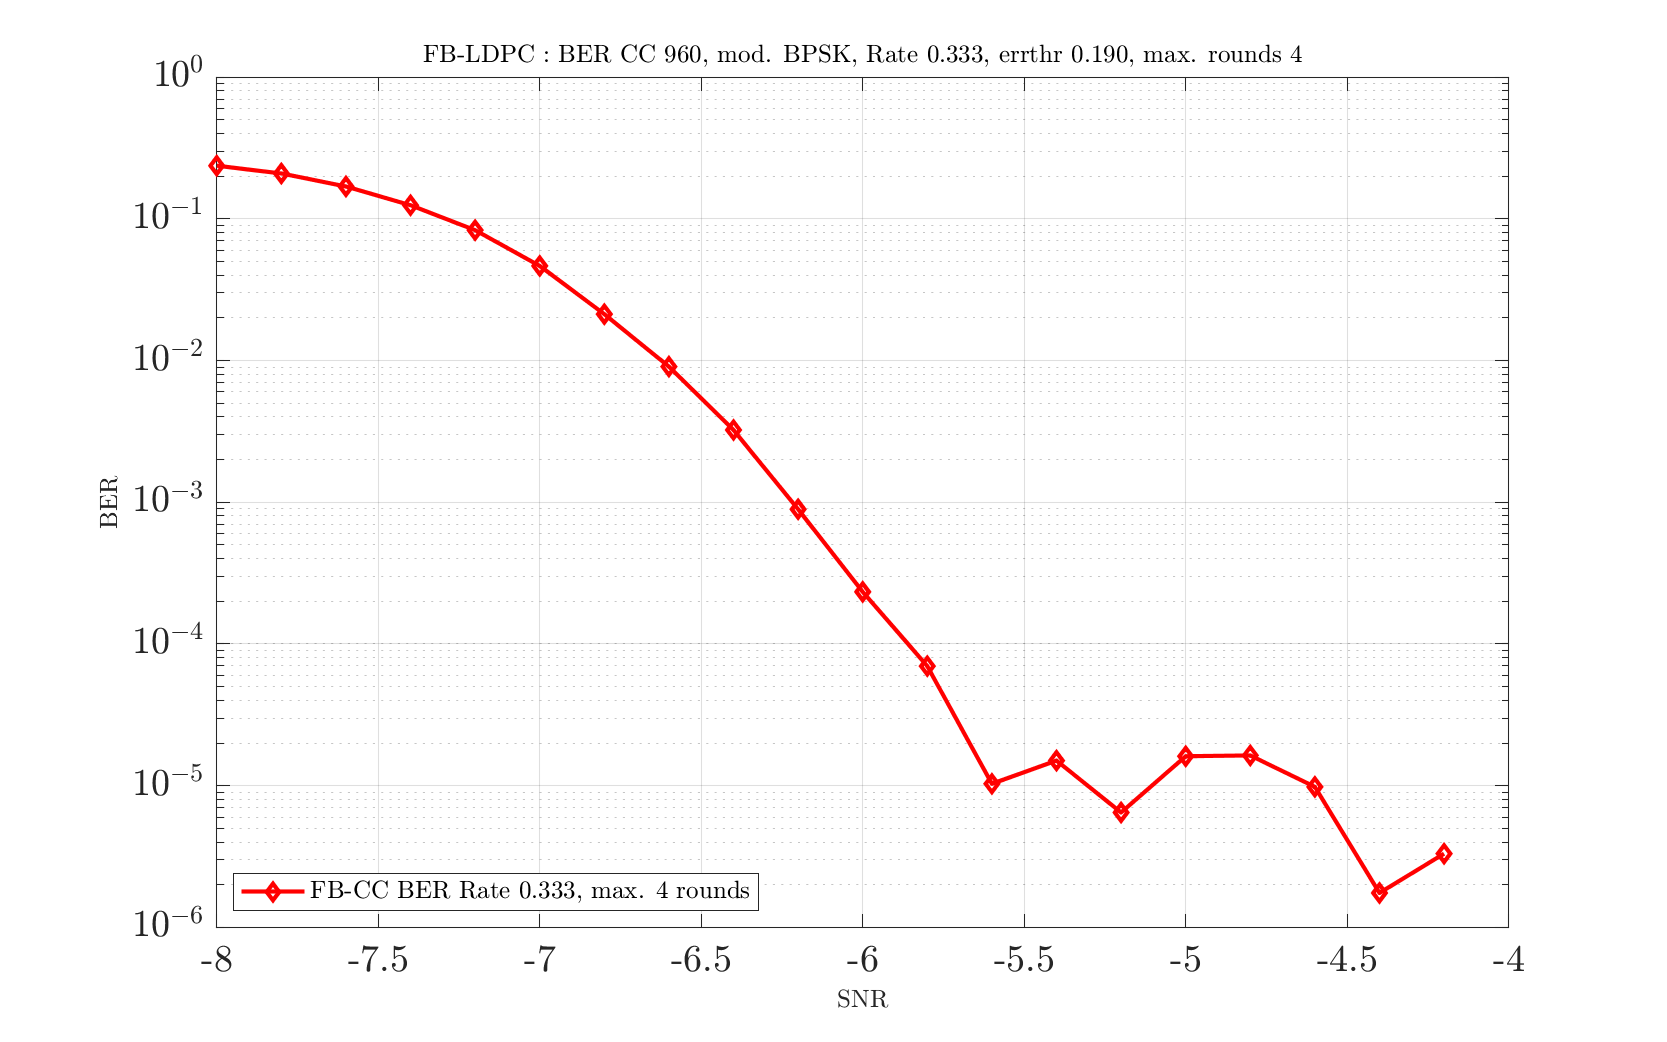 FB-LDPC : BER CC 960, mod. BPSK, Rate 0.333, errthr 0.190, max. rounds 4
10^0
10^-1
10^-2
10^-3
10^-4
10^-5
10^-6
BER
FB-CC BER Rate 0.333, max. 4 rounds
-8 -7.5 -7 -6.5 -6 -5.5 -5 -4.5 -4
SNR